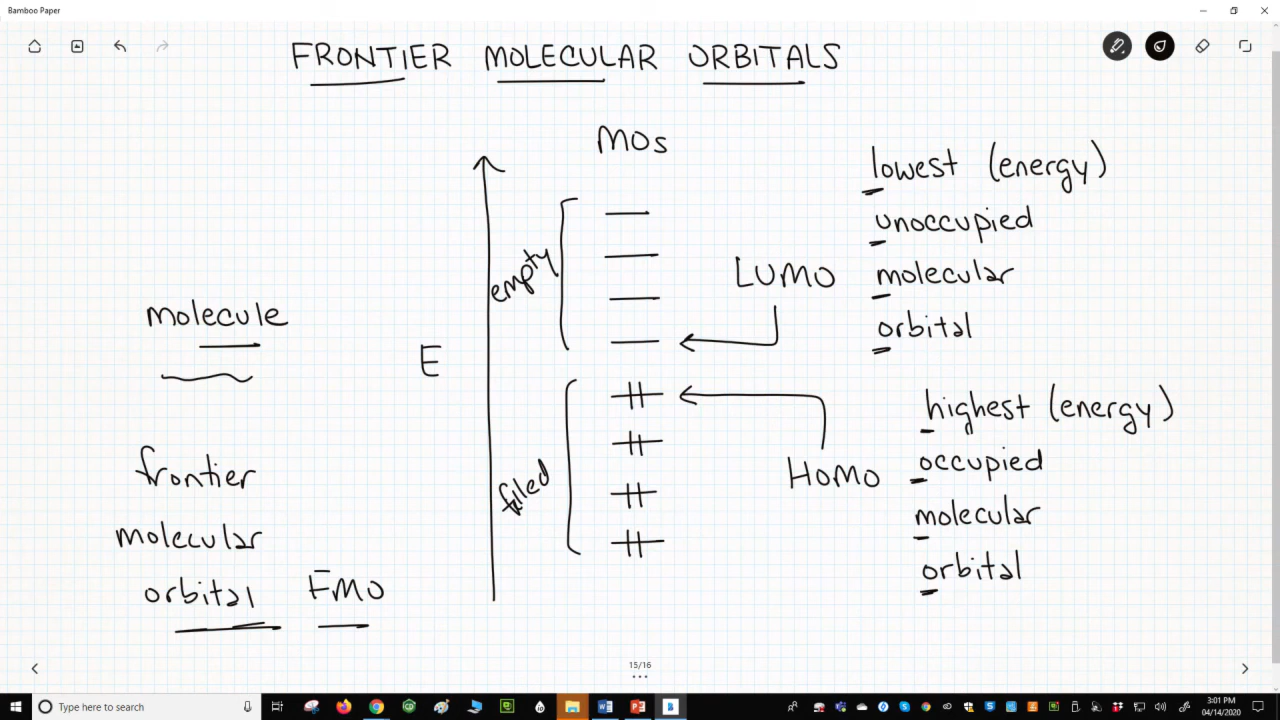 Bamboo Paper
FRONTIER MOLECULAR ORBITALS
MOs
lowest (energy)
unoccupied
LUMO molecular
orbital
empty
molecule
E
highest (energy)
occupied
HOMO
molecular
orbital
filled
frontier
molecular
orbital FMO
15/16
Type here to search
3:01 PM
04/14/2020